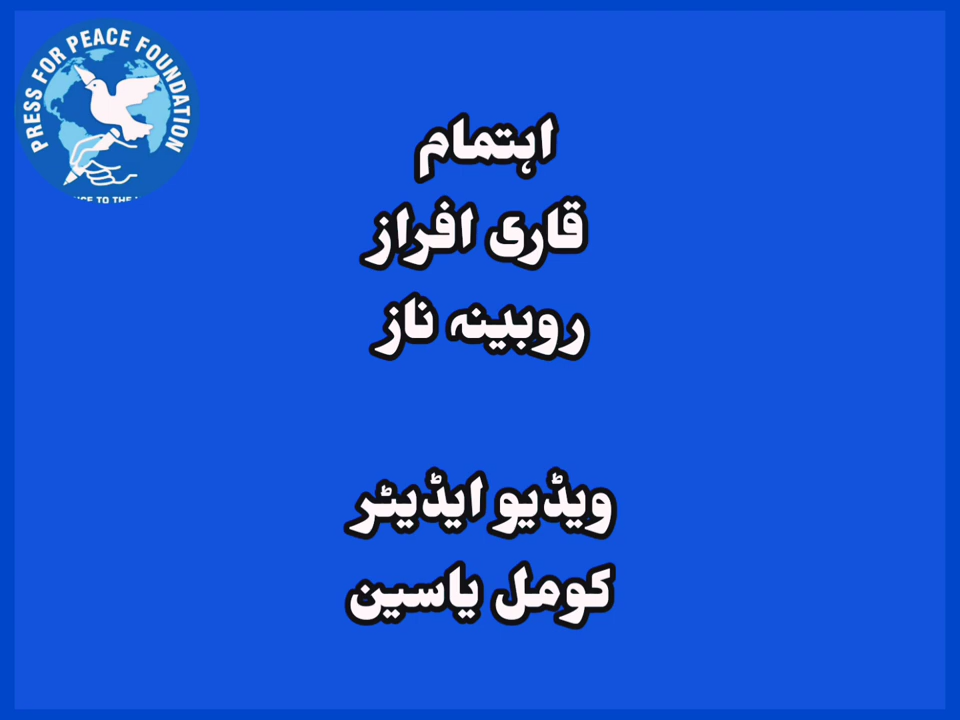 PRESS FOR PEACE FOUNDATION
اہتمام
قاری افراز
روبینہ ناز
ویڈیو ایڈیٹر
کومل یاسین